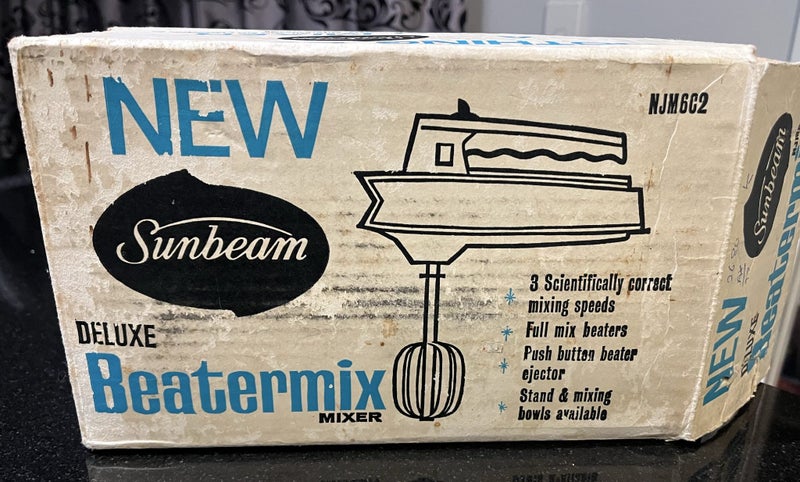 NEW
NJM6C2
Sunbeam
DELUXE
Beatermix
MIXER
3 Scientifically correct
mixing speeds
Full mix beaters
Push button beater
ejector
Stand & mixing
bowls available
Sunbeam
NEW
DELUXE